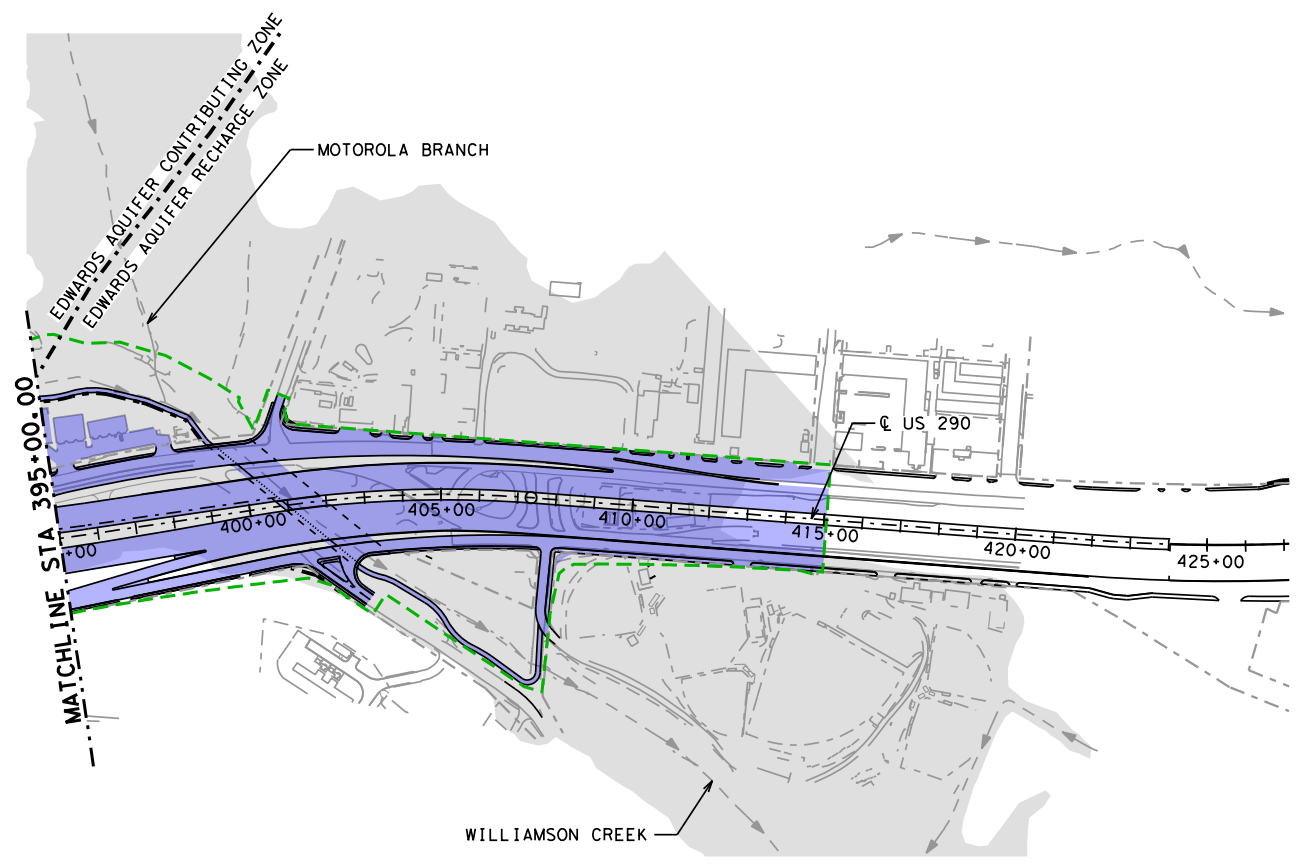 EDWARDS AQUIFER CONTRIBUTING ZONE
EDWARDS AQUIFER RECHARGE ZONE
MOTOROLA BRANCH
MATCHLINE STA 395+00.00
℄ US 290
+00
400+00
405+00
410+00
415+00
420+00
425+00
WILLIAMSON CREEK